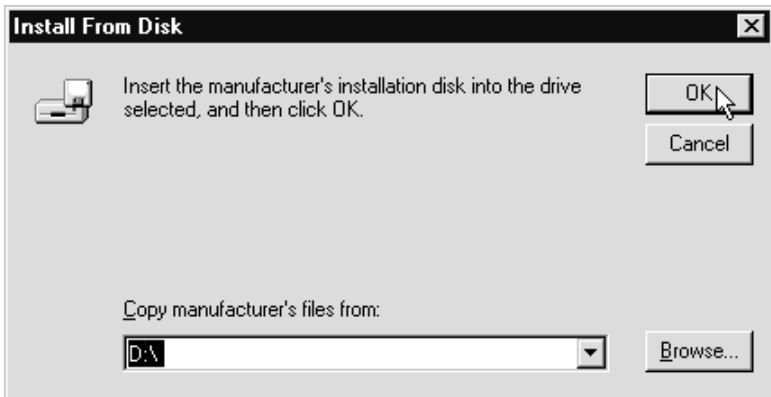 Install From Disk
Insert the manufacturer's installation disk into the drive
selected, and then click OK.
OK
Cancel
Copy manufacturer's files from:
D:\
Browse...